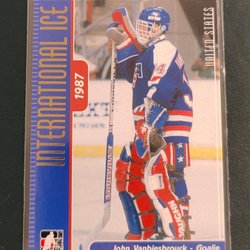 INTERNATIONAL ICE
1987
UNITED STATES
John Vanbiesbrouck - Goalie